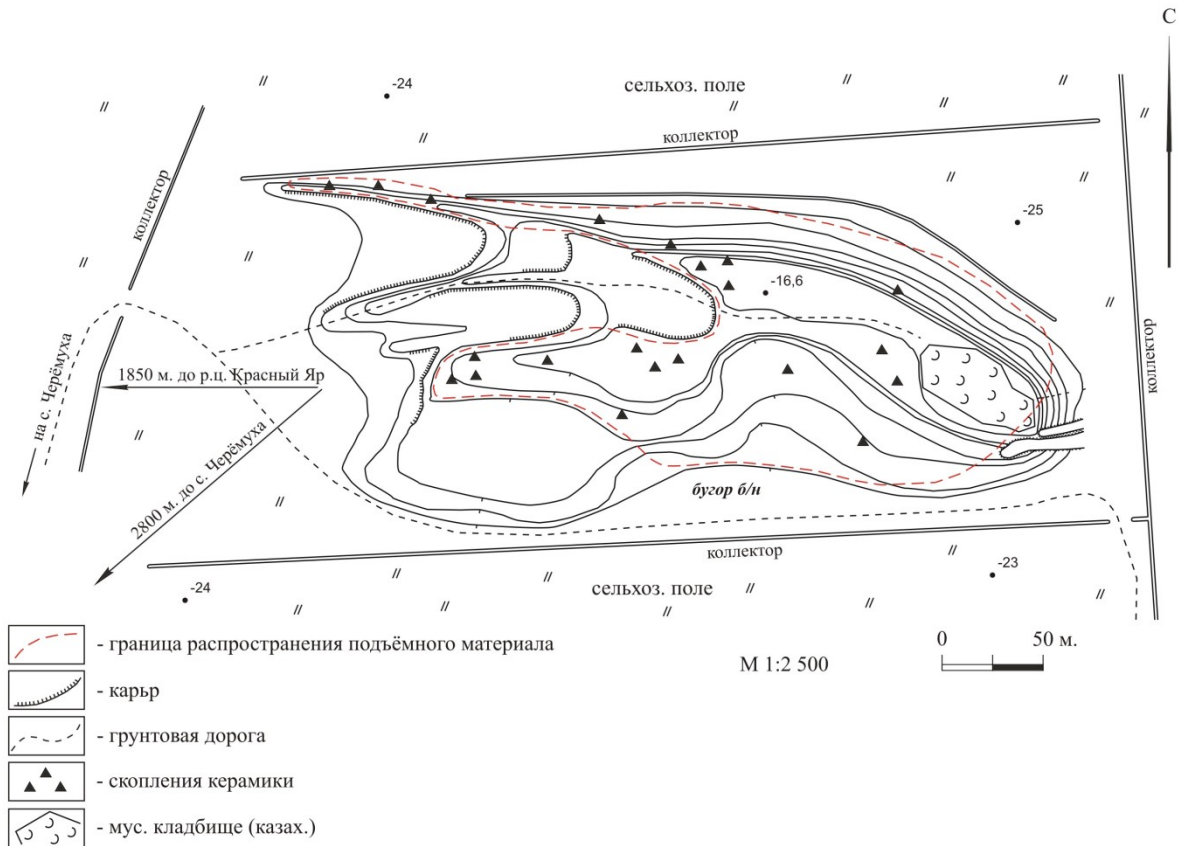 С
-24
сельхоз. поле
коллектор
коллектор
-25
-16,6
на с. Черёмуха
1850 м. до р.ц. Красный Яр
коллектор
2800 м. до с. Черёмуха
бугор б/н
коллектор
-24
сельхоз. поле
-23
- граница распространения подъёмного материала
0 50 м.
М 1:2 500
- карьр
- грунтовая дорога
- скопления керамики
- мус. кладбище (казах.)